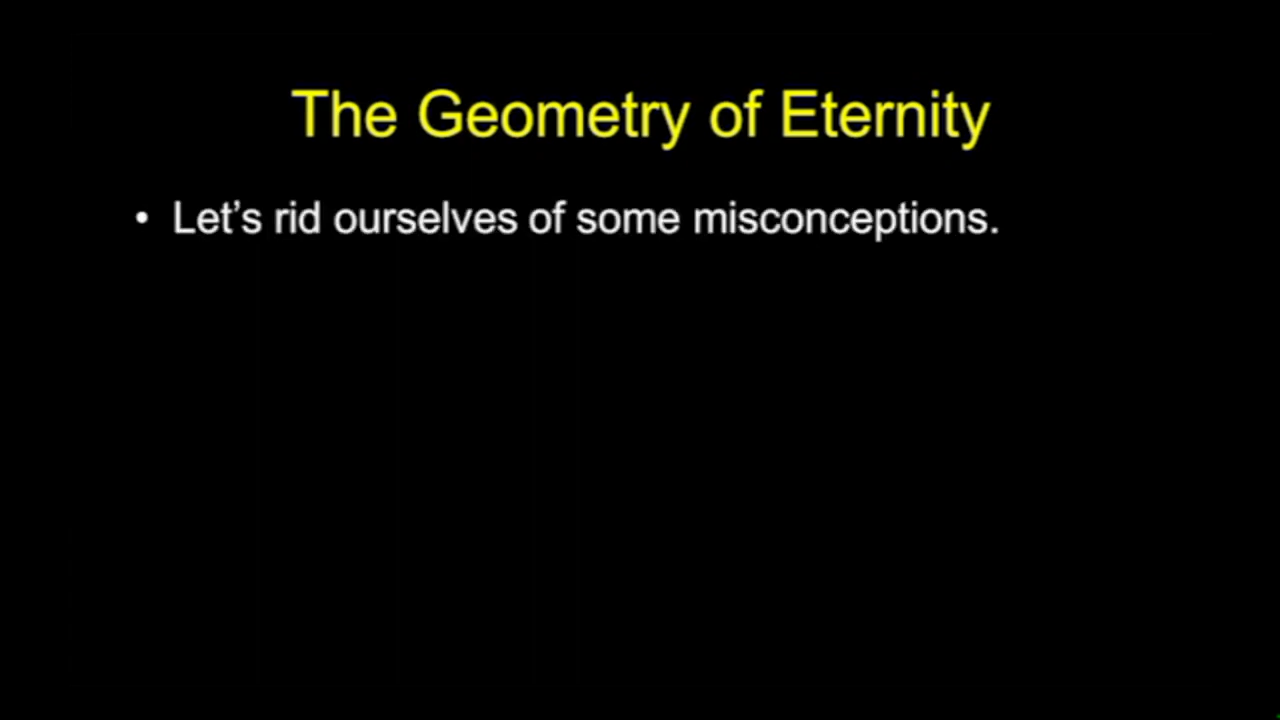 The Geometry of Eternity
• Let’s rid ourselves of some misconceptions.